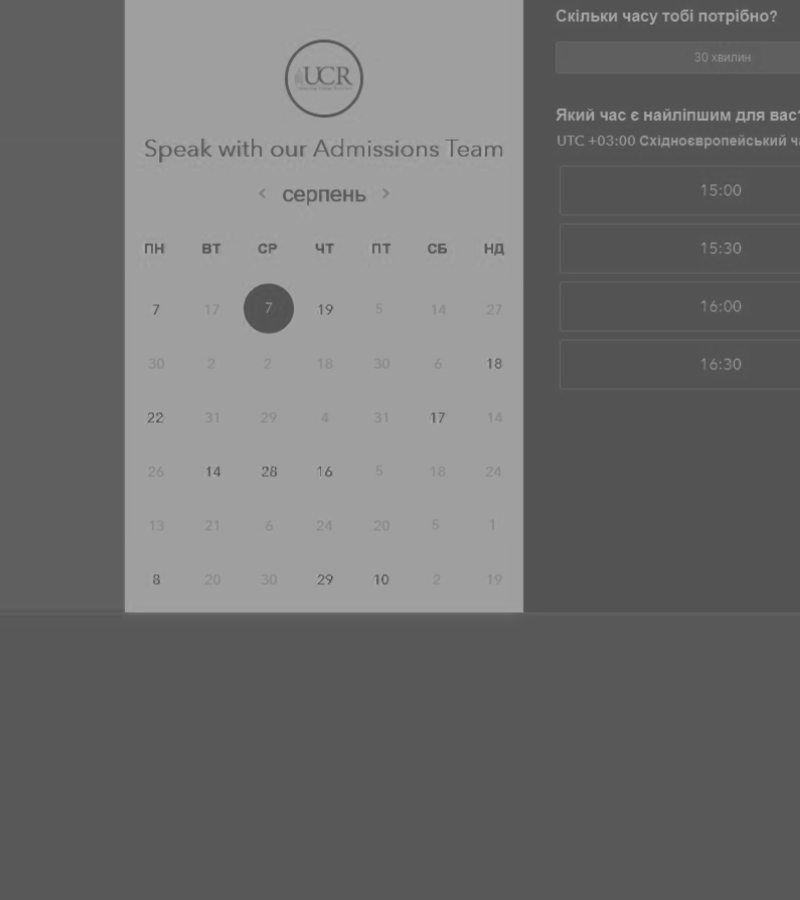 UCR
Speak with our Admissions Team
серпень
ПН ВТ СР ЧТ ПТ СБ НД
7 17 7 19 5 14 27
30 2 2 18 30 6 18
22 31 29 4 31 17 14
26 14 28 16 5 18 24
13 21 6 24 20 5 1
8 20 30 29 10 2 19
Скільки часу тобі потрібно?
30 хвилин
Який час є найліпшим для вас?
UTC +03:00 Східноєвропейський
15:00
15:30
16:00
16:30